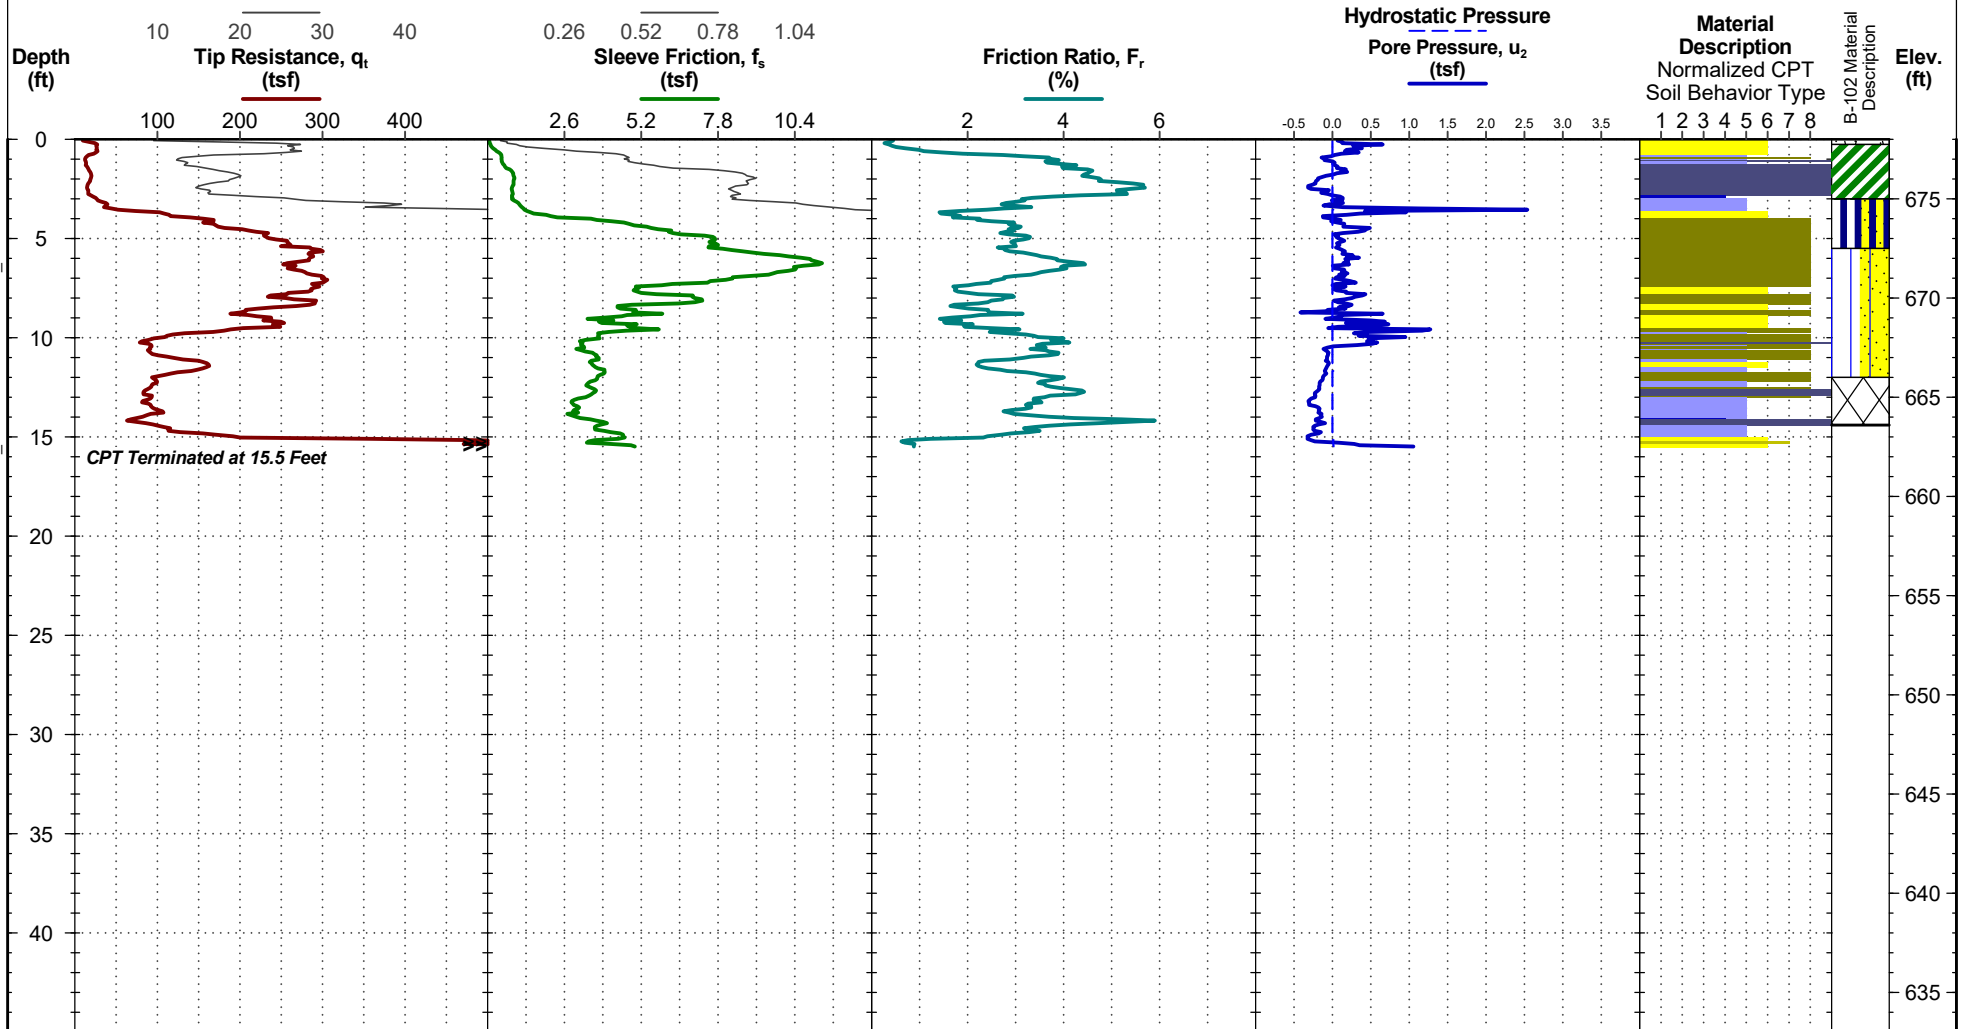 Depth
(ft)
10 20 30 40
Tip Resistance, qt
(tsf)
100 200 300 400
0.26 0.52 0.78 1.04
Sleeve Friction, fs
(tsf)
2.6 5.2 7.8 10.4
Friction Ratio, Fr
(%)
2 4 6
Hydrostatic Pressure
Pore Pressure, u2
(tsf)
-0.5 0.0 0.5 1.0 1.5 2.0 2.5 3.0 3.5
Material
Description
Normalized CPT
Soil Behavior Type
1 2 3 4 5 6 7 8
B-102 Material
Description
Elev.
(ft)
0
5
10
15
20
25
30
35
40
CPT Terminated at 15.5 Feet
675
670
665
660
655
650
645
640
635